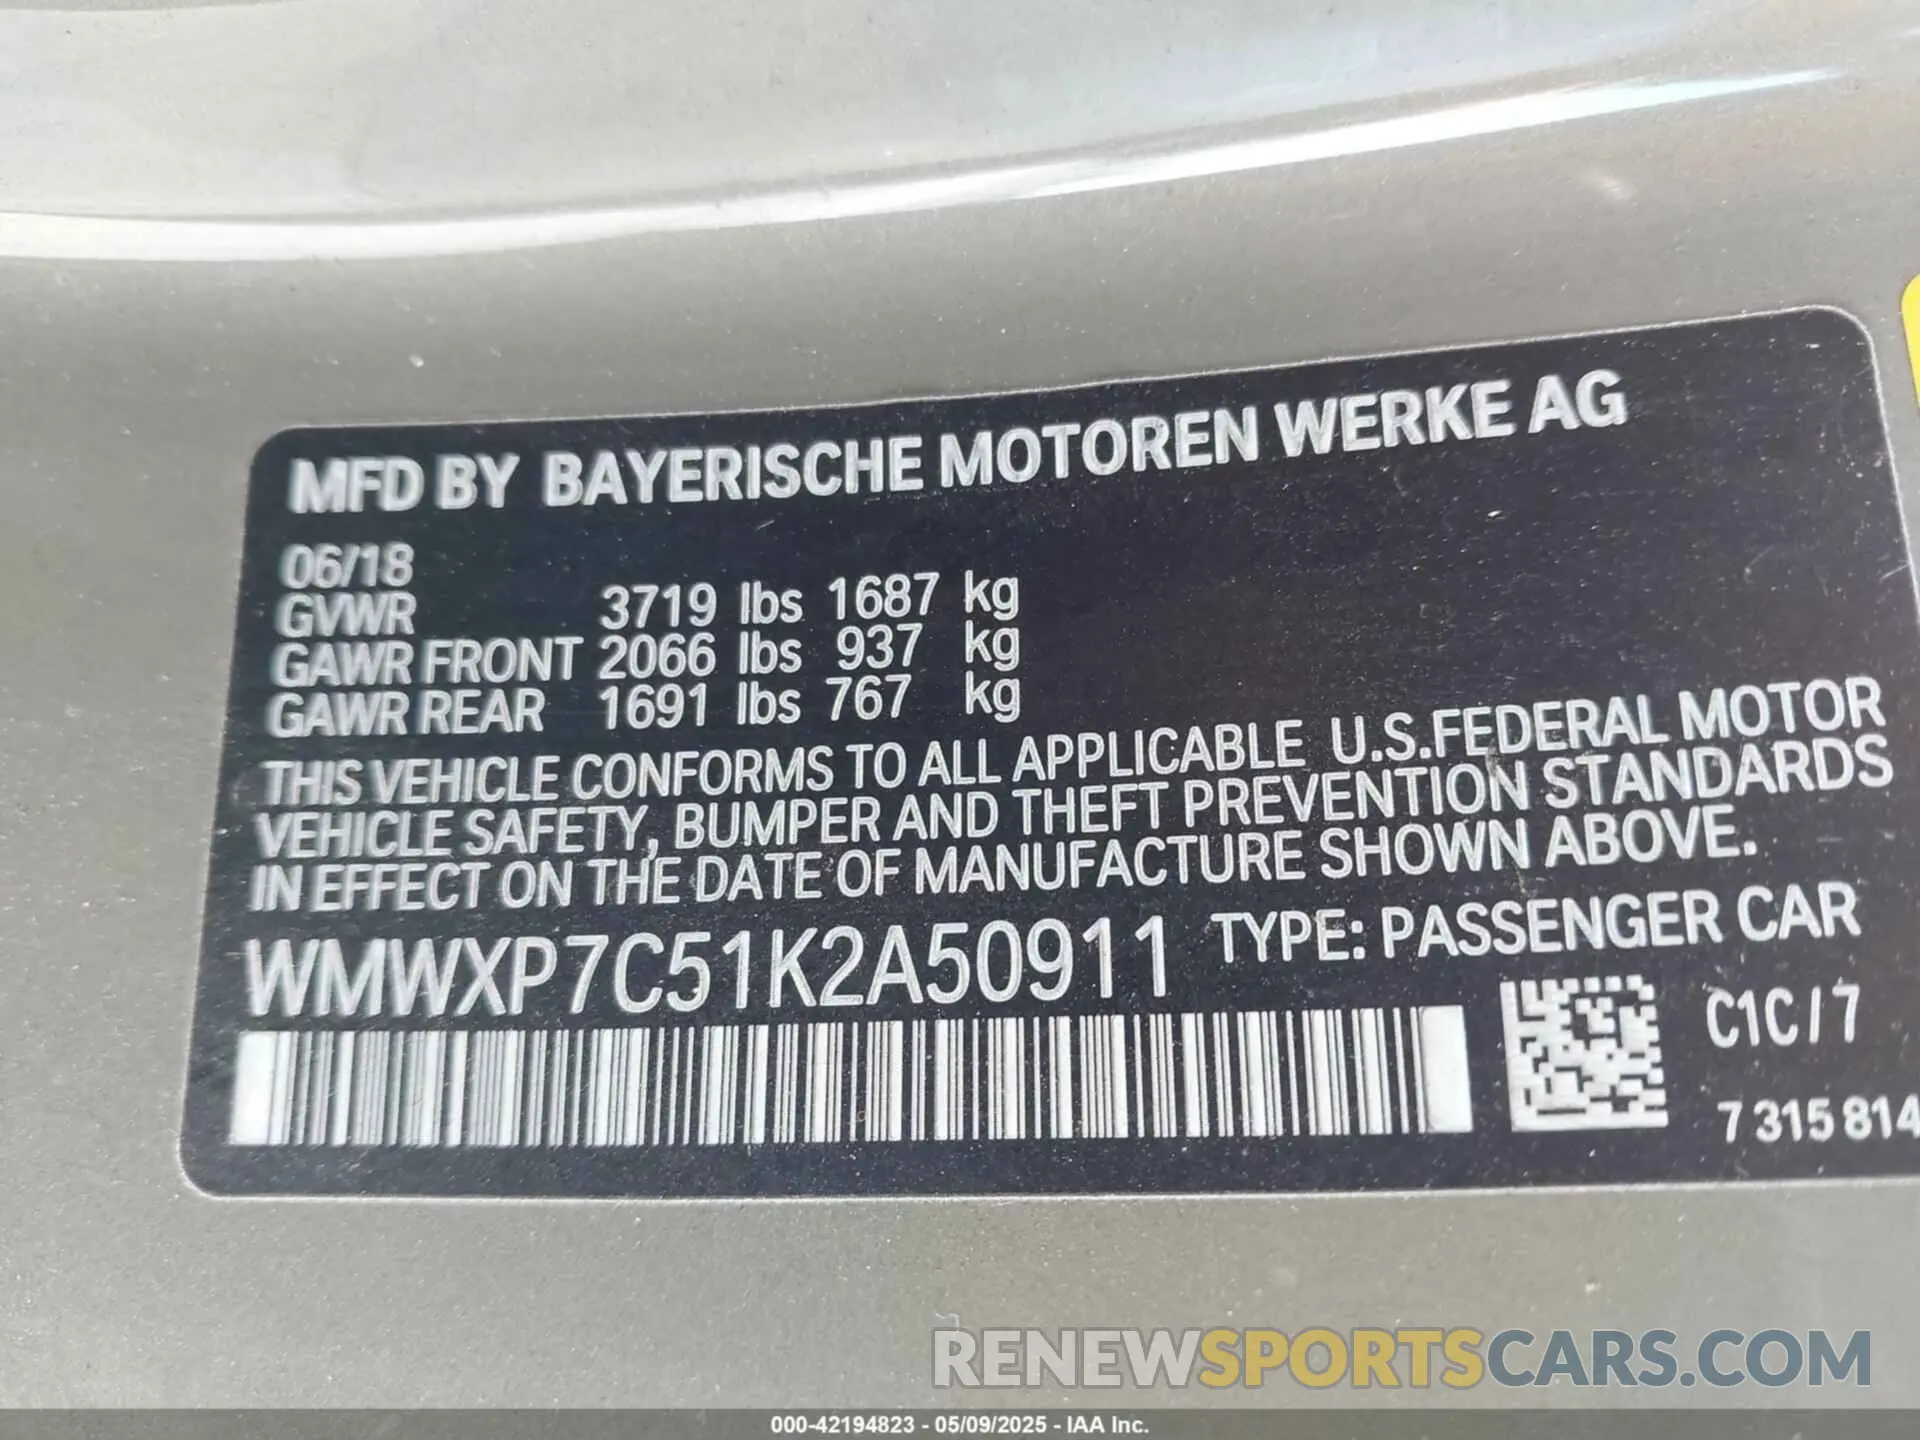 MFD BY BAYERISCHE MOTOREN WERKE AG
06/18
GVWR 3719 lbs 1687 kg
GAWR FRONT 2066 lbs 937 kg
GAWR REAR 1691 lbs 767 kg
THIS VEHICLE CONFORMS TO ALL APPLICABLE U.S.FEDERAL MOTOR
VEHICLE SAFETY, BUMPER AND THEFT PREVENTION STANDARDS
IN EFFECT ON THE DATE OF MANUFACTURE SHOWN ABOVE.
WMWXP7C51K2A50911 TYPE: PASSENGER CAR
C1C/7
7 315 814
RENEWSPORTSCARS.COM
000-42194823 - 05/09/2025 - IAA Inc.